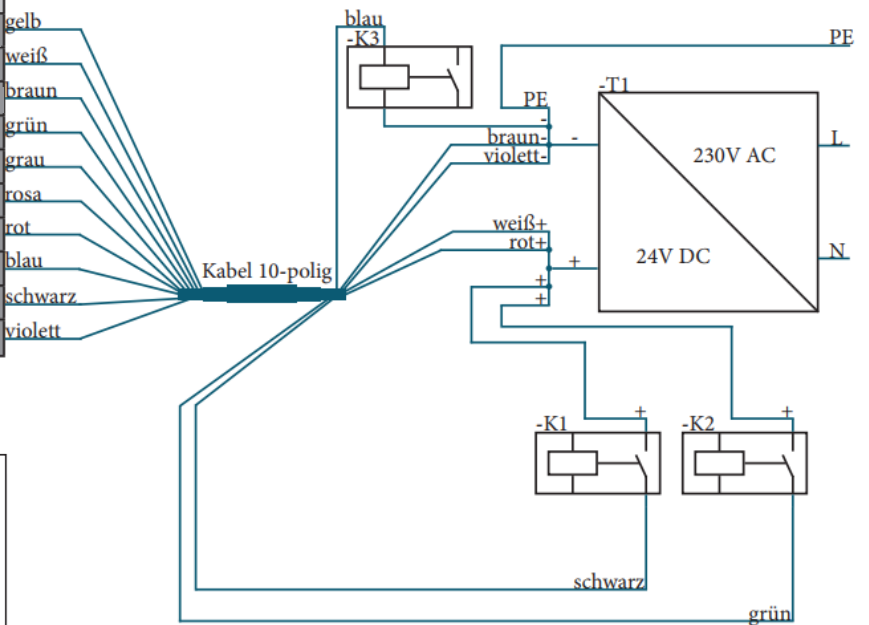 gelb
weiß
braun
grün
grau
rosa
rot
blau
schwarz
violett
Kabel 10-polig
blau
-K3
PE
-
braun-
violett-
-
weiß+
rot+
+
+
+
-T1
230V AC
24V DC
PE
L
N
-K1
+
-K2
+
schwarz
grün